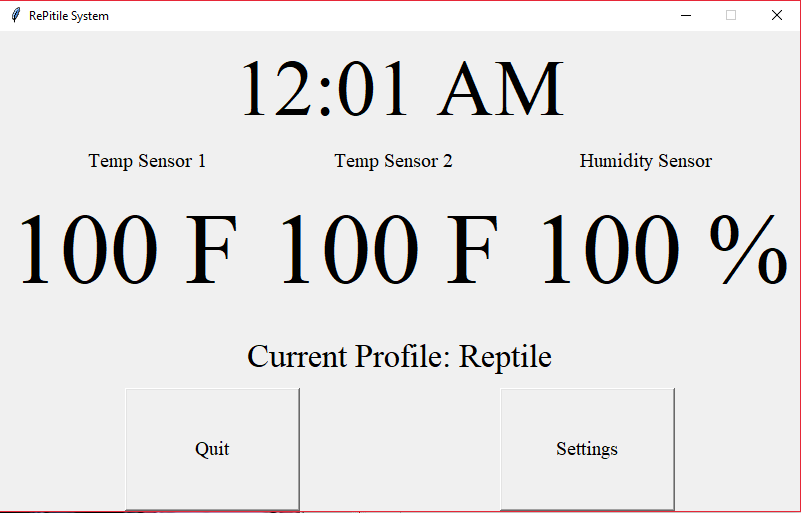 RePitile System
12:01 AM
Temp Sensor 1 Temp Sensor 2 Humidity Sensor
100 F 100 F 100 %
Current Profile: Reptile
Quit Settings